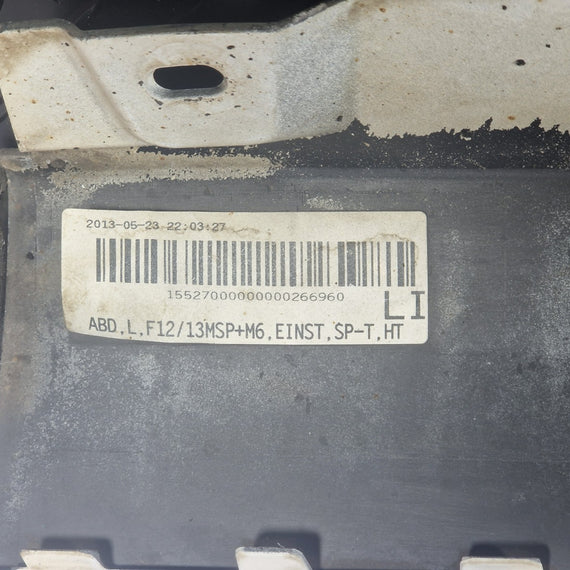 2013-05-23 22:03:27
15527000000000266960
LI
ABD,L,F12/13MSP+M6,EINST,SP-T,HT